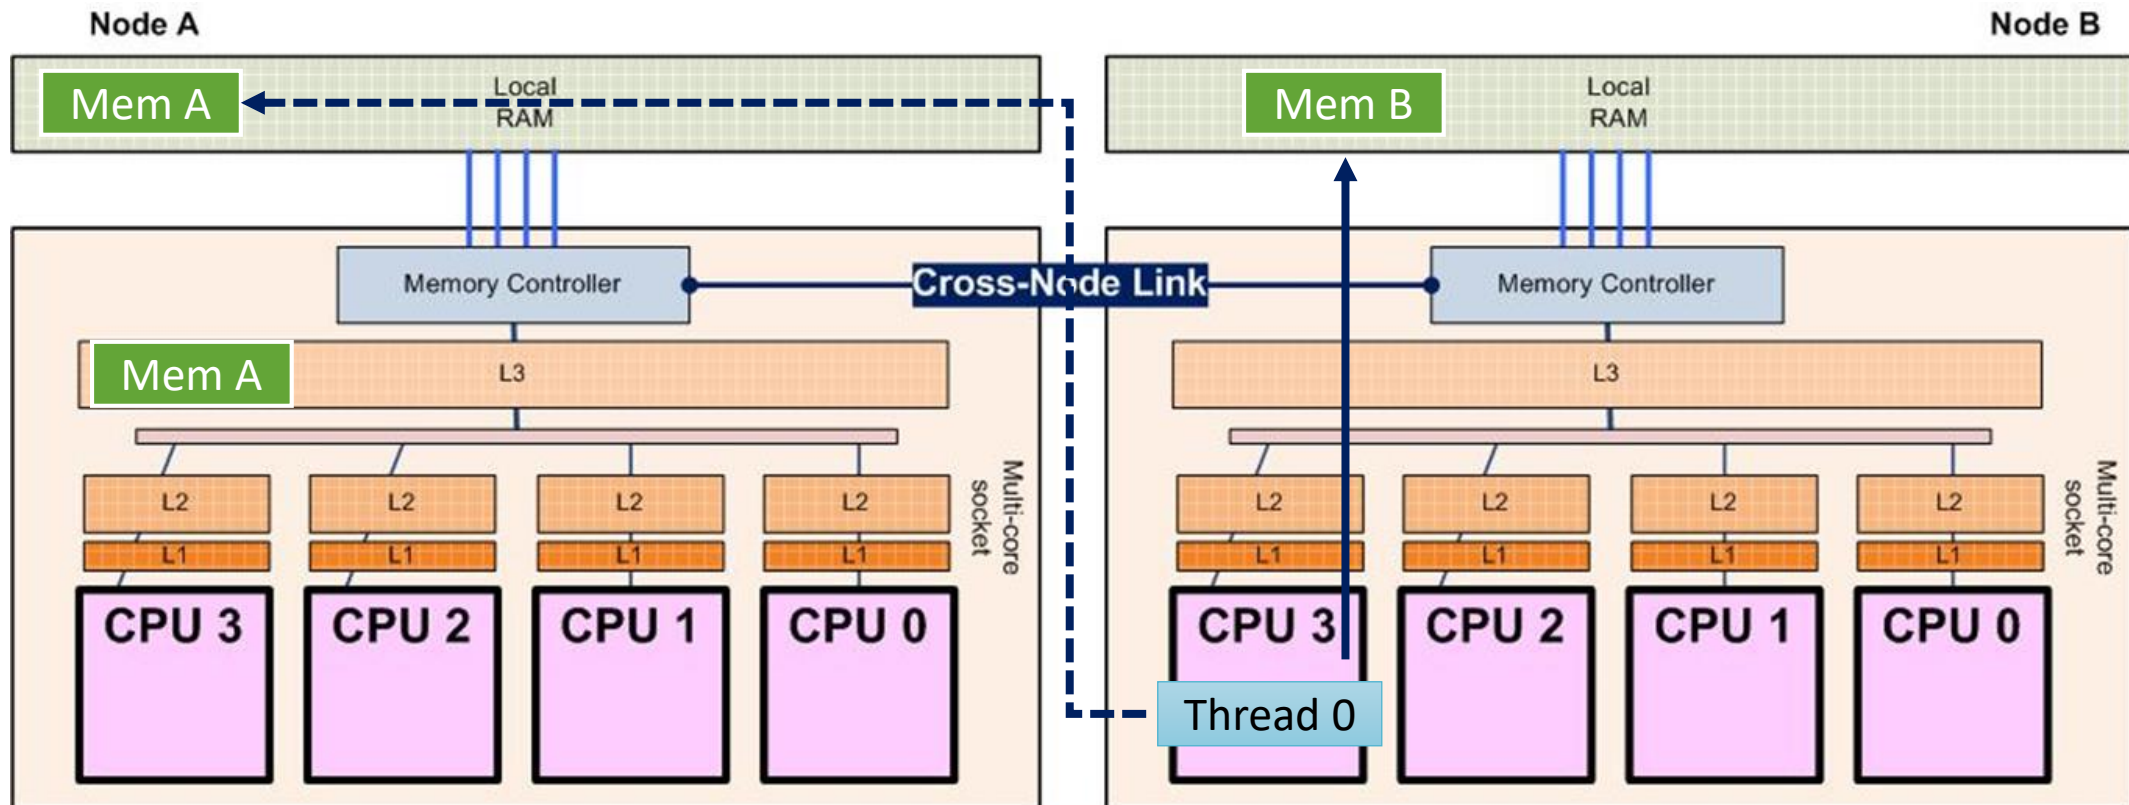 Node A
Node B
Mem A
Local
RAM
Mem B
Local
RAM
Memory Controller
Cross-Node Link
Memory Controller
Mem A
L3
L3
L2
L2
L2
L2
Multi-core
socket
L2
L2
L2
L2
Multi-core
socket
L1
L1
L1
L1
L1
L1
L1
L1
CPU 3
CPU 2
CPU 1
CPU 0
CPU 3
CPU 2
CPU 1
CPU 0
Thread 0